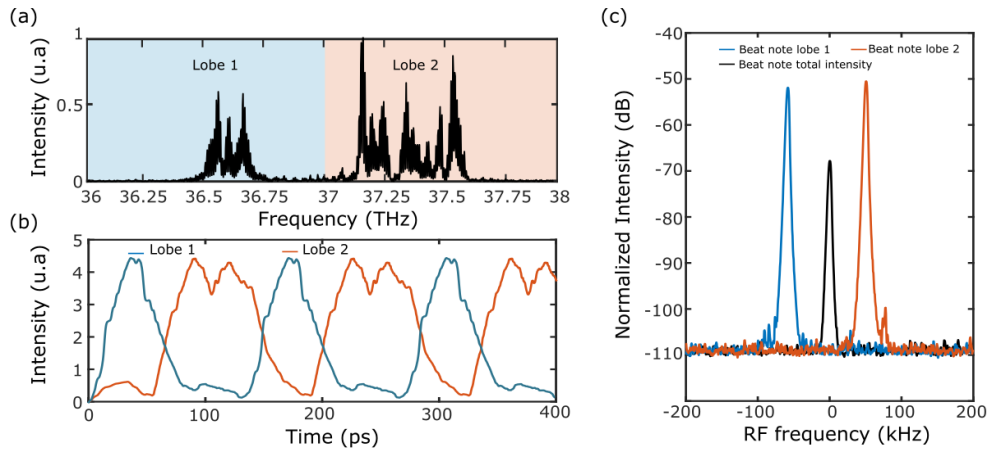 (a)
Intensity (u.a)
1
0.5
0
Lobe 1
Lobe 2
36 36.25 36.5 36.75 37 37.25 37.5 37.75 38
Frequency (THz)
(b)
Intensity (u.a)
5
4
3
2
1
0
Lobe 1
Lobe 2
0 100 200 300 400
Time (ps)
(c)
Normalized Intensity (dB)
-40
-50
-60
-70
-80
-90
-100
-110
Beat note lobe 1
Beat note lobe 2
Beat note total intensity
-200 -100 0 100 200
RF frequency (kHz)